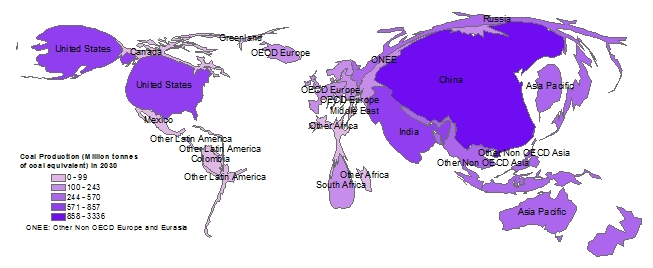 Russia
Greenland
United States
Canada
OECD Europe
ONEE
United States
China
Asia Pacific
OECD Europe
OECD Europe
Middle East
Mexico
Other Africa
India
Other Latin America
Other Latin America
Colombia
Other Non OECD Asia
Other Non OECD Asia
Other Latin America
Other Africa
South Africa
Asia Pacific
Coal Production (Million tonnes
of coal equivalent) in 2030
0 - 99
100 - 243
244 - 570
571 - 857
858 - 3336
ONEE: Other Non OECD Europe and Eurasia